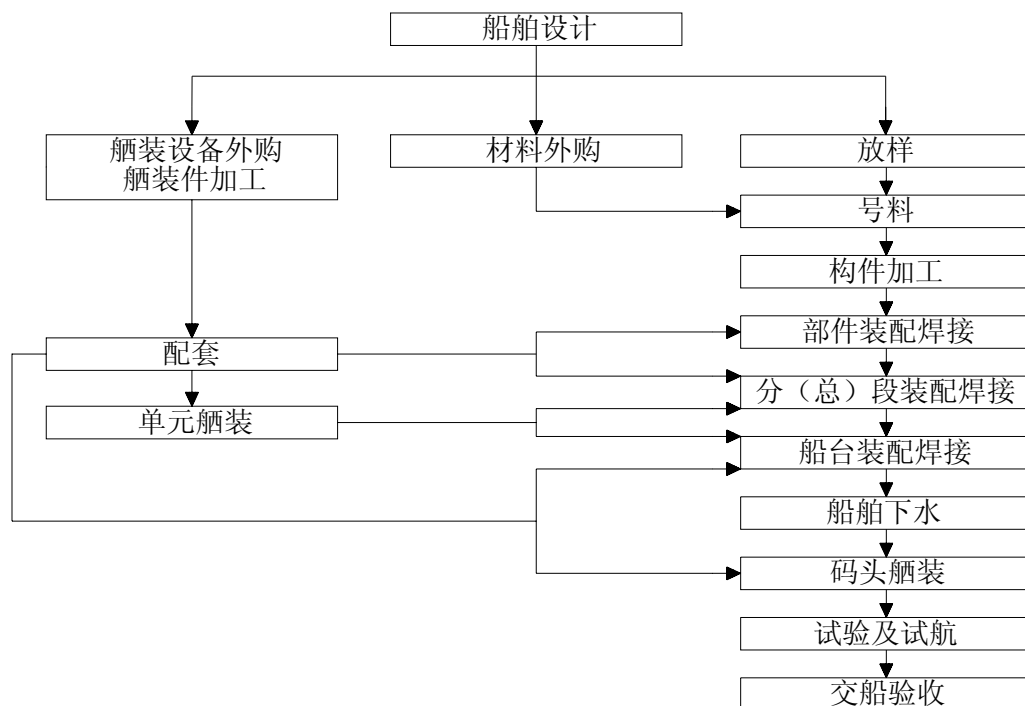 船舶设计
舾装设备外购
舾装件加工
材料外购
放样
号料
构件加工
部件装配焊接
配套
分（总）段装配焊接
单元舾装
船台装配焊接
船舶下水
码头舾装
试验及试航
交船验收